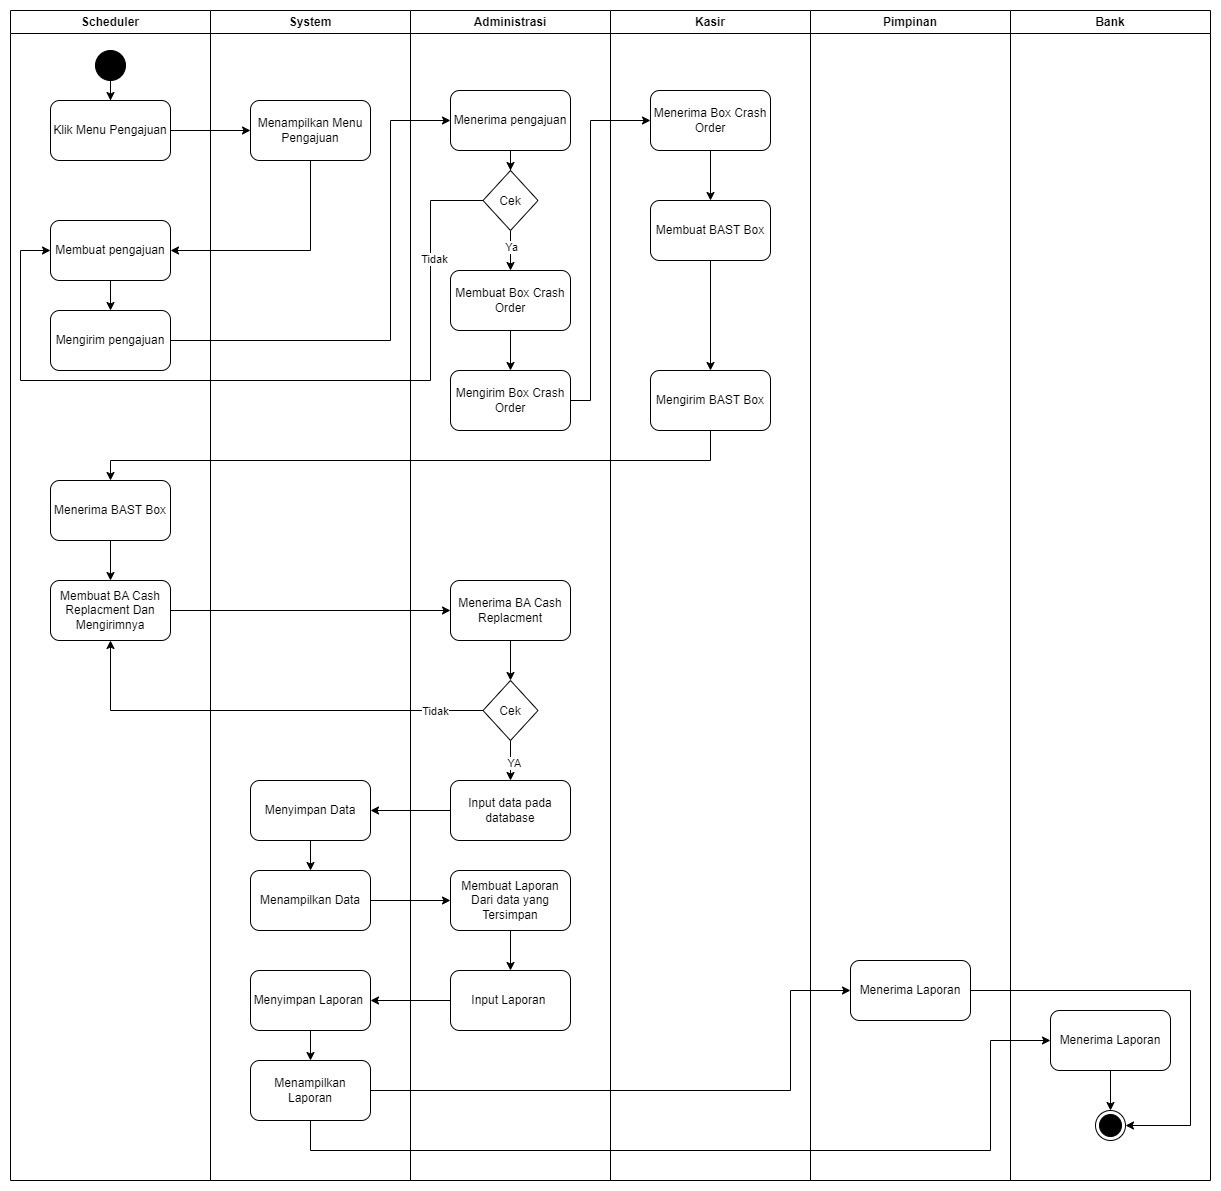 Scheduler
System
Administrasi
Kasir
Pimpinan
Bank
Klik Menu Pengajuan
Menampilkan Menu
Pengajuan
Menerima pengajuan
Menerima Box Crash
Order
Cek
Ya
Tidak
Membuat pengajuan
Membuat BAST Box
Membuat Box Crash
Order
Mengirim pengajuan
Mengirim Box Crash
Order
Mengirim BAST Box
Menerima BAST Box
Membuat BA Cash
Replacment Dan
Mengirimnya
Menerima BA Cash
Replacment
Cek
Tidak
YA
Menyimpan Data
Input data pada
database
Menampilkan Data
Membuat Laporan
Dari data yang
Tersimpan
Menyimpan Laporan
Input Laporan
Menerima Laporan
Menerima Laporan
Menampilkan
Laporan